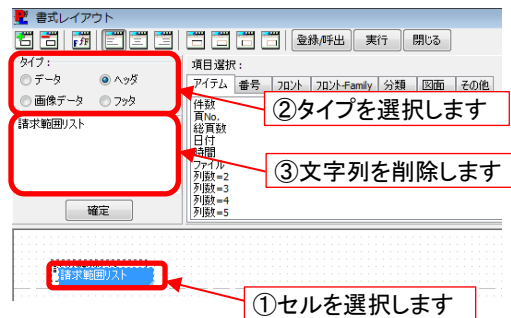 書式レイアウト
登録/呼出 実行 閉じる
タイプ:
データ ヘッダ
画像データ フッタ
請求範囲リスト
確定
項目選択:
アイテム 番号 フロント フロント-Family 分類 図面 その他
件数
頁No.
総頁数
日付
時間
ファイル
列数=2
列数=3
列数=4
列数=5
②タイプを選択します
③文字列を削除します
請求範囲リスト
①セルを選択します